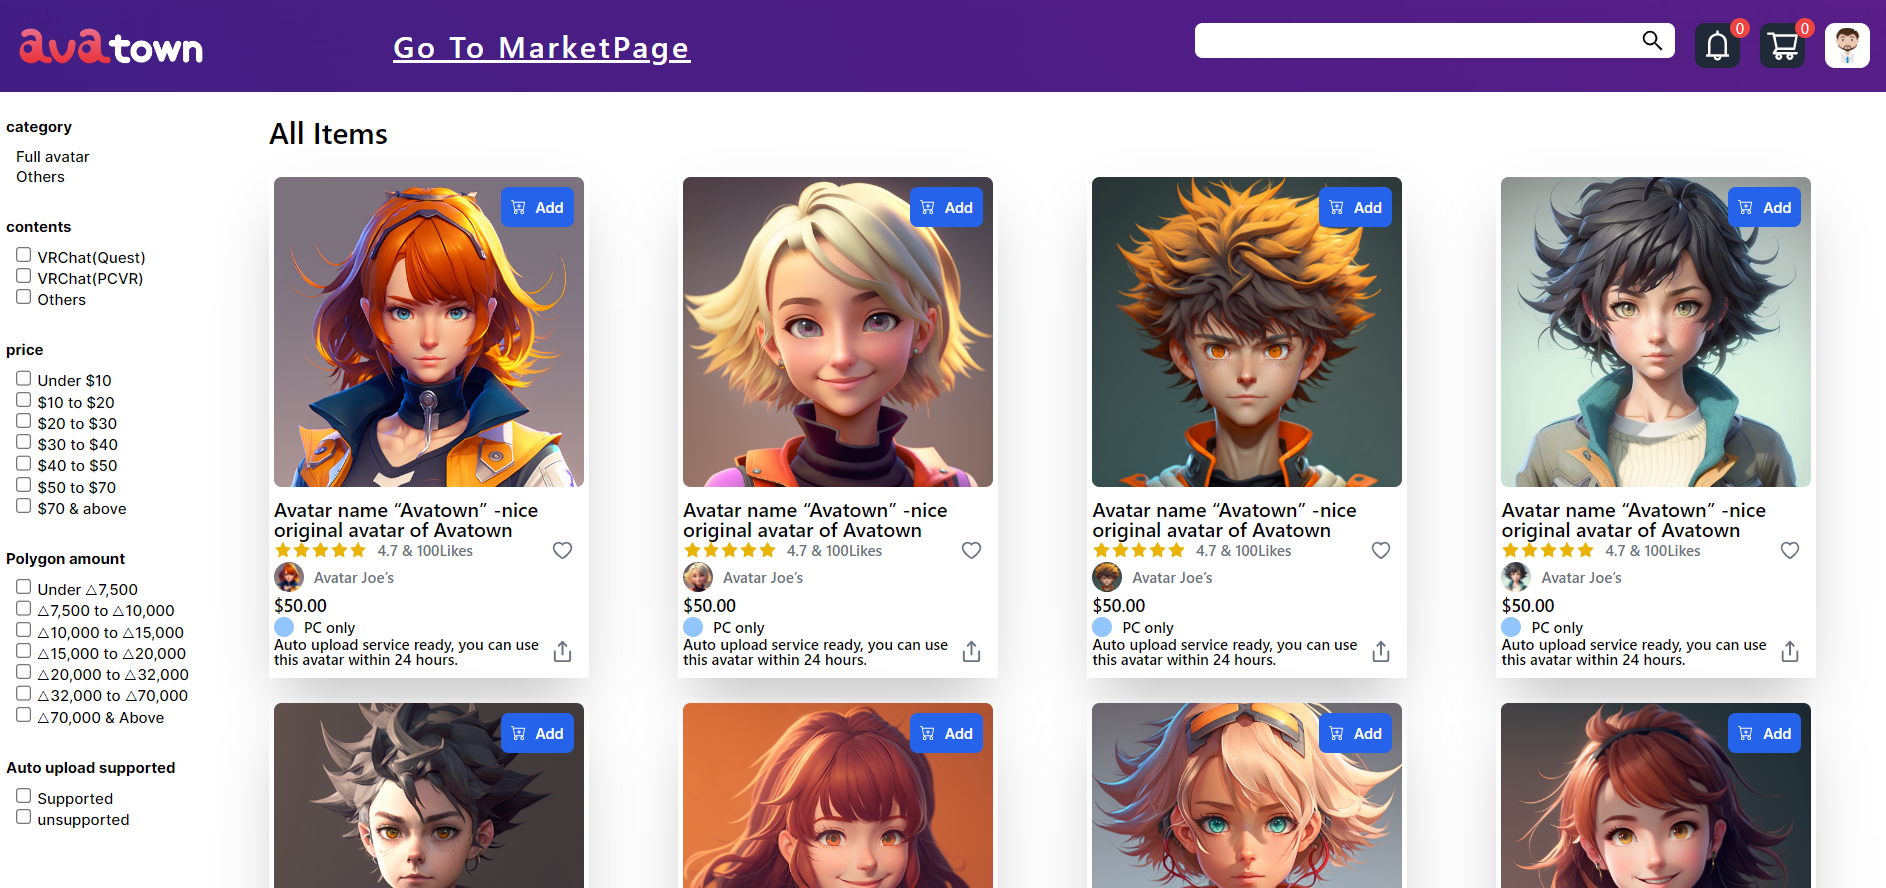 avatown
Go To MarketPage
0
0
category
Full avatar
Others
contents
VRChat(Quest)
VRChat(PCVR)
Others
price
Under $10
$10 to $20
$20 to $30
$30 to $40
$40 to $50
$50 to $70
$70 & above
Polygon amount
Under △7,500
△7,500 to △10,000
△10,000 to △15,000
△15,000 to △20,000
△20,000 to △32,000
△32,000 to △70,000
△70,000 & Above
Auto upload supported
Supported
unsupported
All Items
Add
Avatar name “Avatown” -nice
original avatar of Avatown
4.7 & 100Likes
Avatar Joe’s
$50.00
PC only
Auto upload service ready, you can use
this avatar within 24 hours.
Add
Avatar name “Avatown” -nice
original avatar of Avatown
4.7 & 100Likes
Avatar Joe’s
$50.00
PC only
Auto upload service ready, you can use
this avatar within 24 hours.
Add
Avatar name “Avatown” -nice
original avatar of Avatown
4.7 & 100Likes
Avatar Joe’s
$50.00
PC only
Auto upload service ready, you can use
this avatar within 24 hours.
Add
Avatar name “Avatown” -nice
original avatar of Avatown
4.7 & 100Likes
Avatar Joe’s
$50.00
PC only
Auto upload service ready, you can use
this avatar within 24 hours.
Add
Add
Add
Add